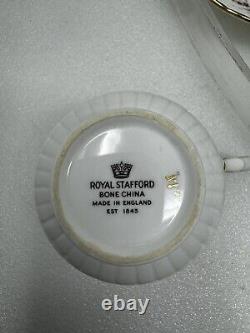 ROYAL STAFFORD
BONE CHINA
MADE IN ENGLAND
EST 1845